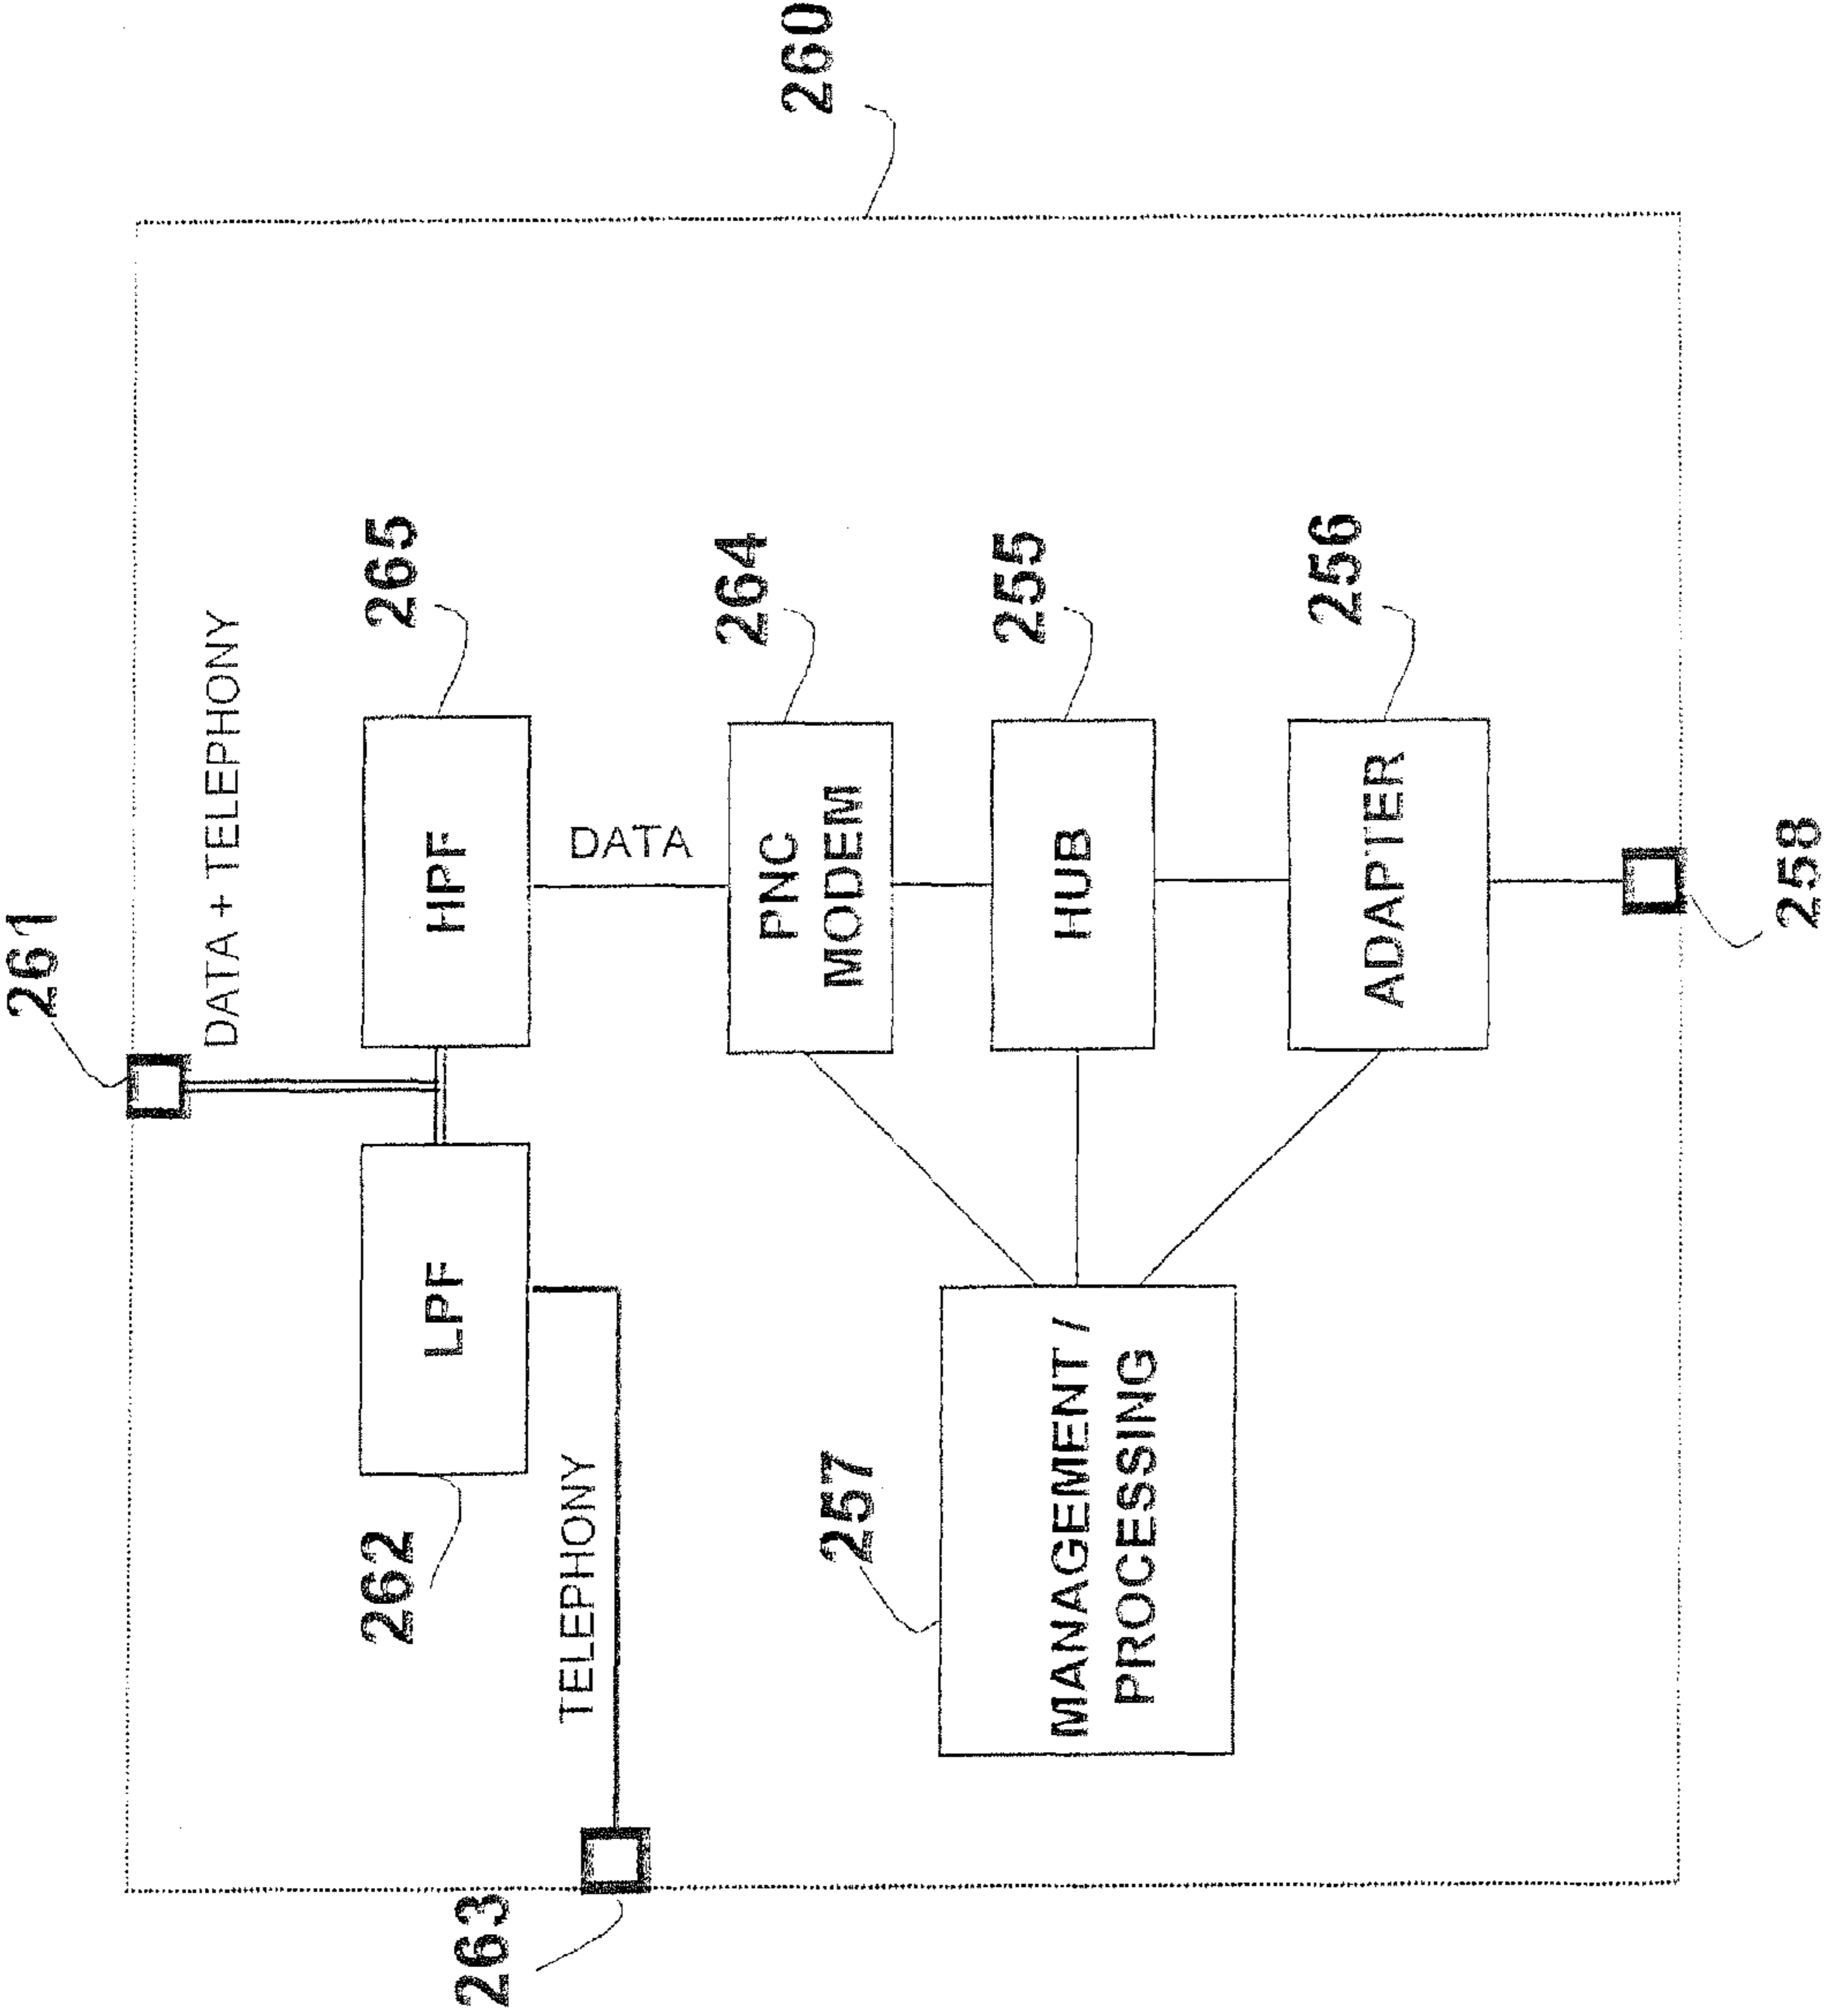 260
261
DATA + TELEPHONY
265
HPF
LPF
262
DATA
TELEPHONY
263
264
PNC
MODEM
255
HUB
256
ADAPTER
257
MANAGEMENT /
PROCESSING
258